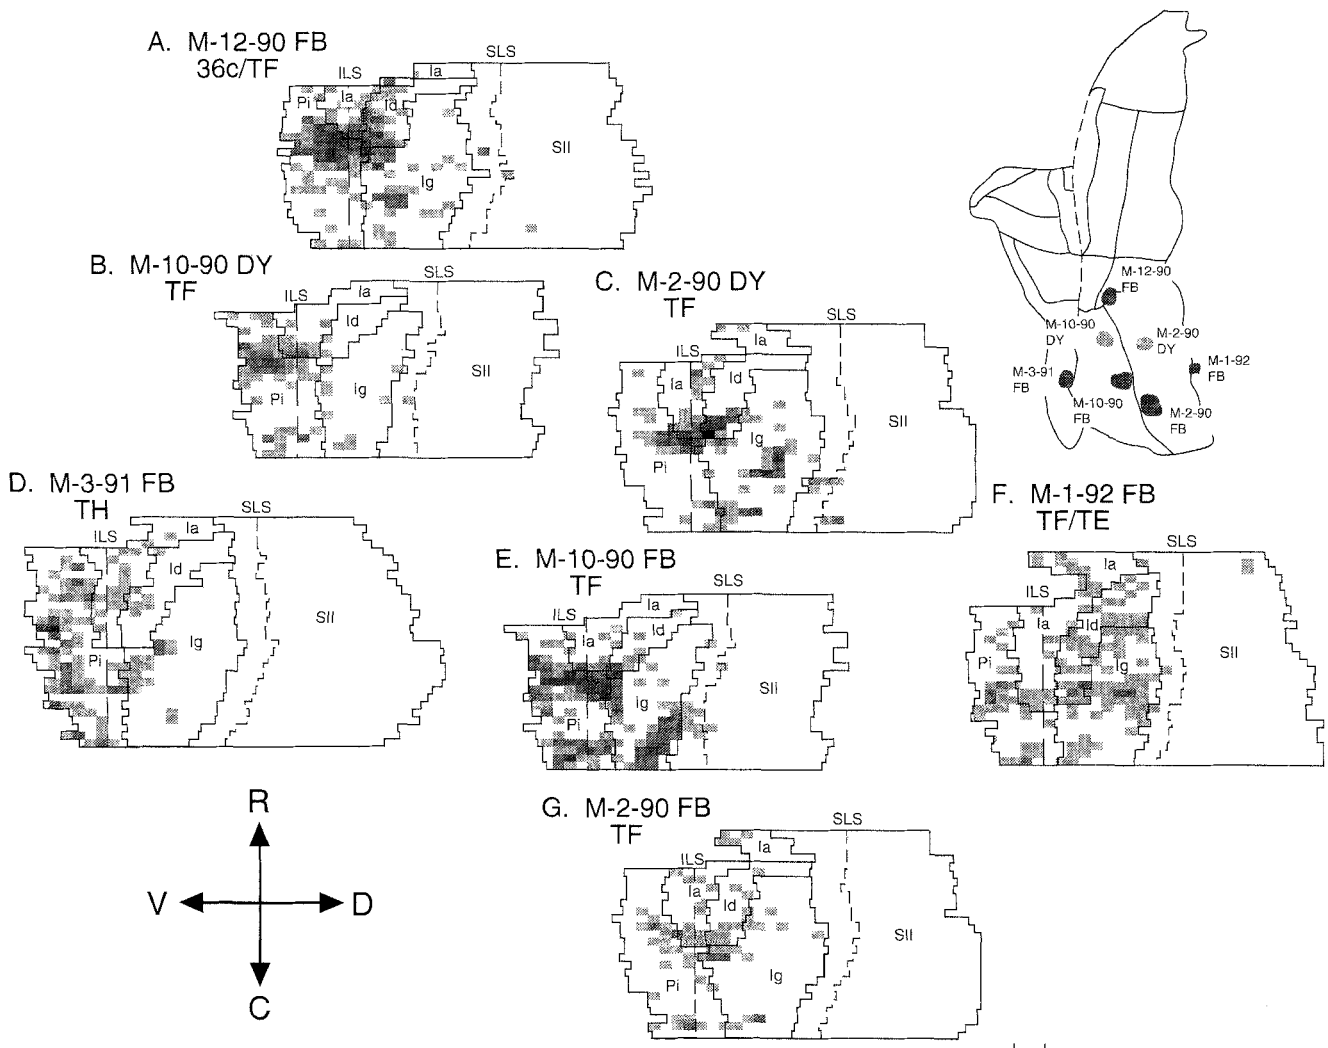 A. M-12-90 FB
36c/TF
SLS
ILS
Ia
Pi
Ia
Id
SII
Ig
B. M-10-90 DY
TF
SLS
ILS
Ia
Id
SII
Ig
Pi
C. M-2-90 DY
TF
SLS
Ia
ILS
Ia
Id
SII
Ig
Pi
M-12-90
FB
M-10-90
DY
M-2-90
DY
M-3-91
FB
M-1-92
FB
M-10-90
FB
M-2-90
FB
D. M-3-91 FB
TH
SLS
ILS
Ia
Id
SII
Ig
Pi
E. M-10-90 FB
TF
SLS
ILS
Ia
Ia
Id
SII
Ig
Pi
F. M-1-92 FB
TF/TE
SLS
Ia
ILS
Ia
Id
SII
Pi
Ig
R
V
D
C
G. M-2-90 FB
TF
SLS
Ia
ILS
Ia
Id
SII
Ig
Pi